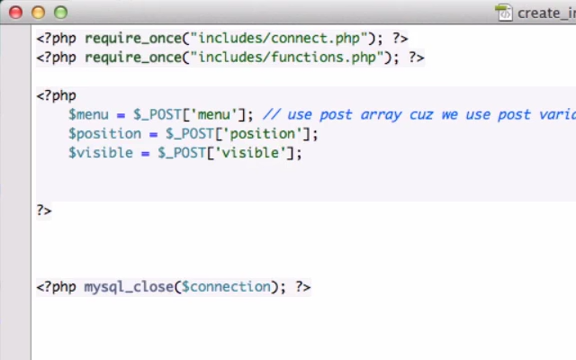 create_i
<?php require_once("includes/connect.php"); ?>
<?php require_once("includes/functions.php"); ?>
<?php
$menu = $_POST['menu']; // use post array cuz we use post varia
$position = $_POST['position'];
$visible = $_POST['visible'];
?>
<?php mysql_close($connection); ?>